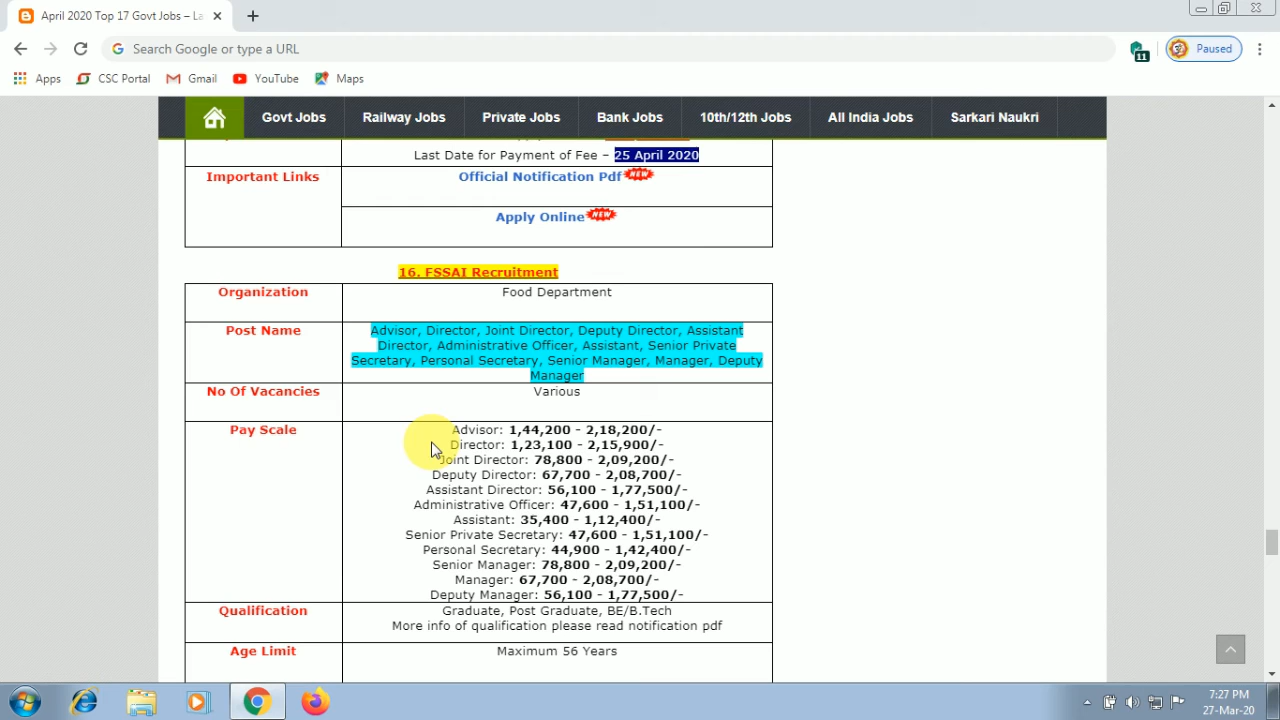 April 2020 Top 17 Govt Jobs – La
Search Google or type a URL
11
Paused
Apps
CSC Portal
Gmail
YouTube
Maps
Govt Jobs
Railway Jobs
Private Jobs
Bank Jobs
10th/12th Jobs
All India Jobs
Sarkari Naukri
Last Date for Payment of Fee – 25 April 2020
Important Links
Official Notification Pdf NEW
Apply Online NEW
16. FSSAI Recruitment
Organization
Food Department
Post Name
Advisor, Director, Joint Director, Deputy Director, Assistant
Director, Administrative Officer, Assistant, Senior Private
Secretary, Personal Secretary, Senior Manager, Manager, Deputy
Manager
No Of Vacancies
Various
Pay Scale
Advisor: 1,44,200 - 2,18,200/-
Director: 1,23,100 - 2,15,900/-
Joint Director: 78,800 - 2,09,200/-
Deputy Director: 67,700 - 2,08,700/-
Assistant Director: 56,100 - 1,77,500/-
Administrative Officer: 47,600 - 1,51,100/-
Assistant: 35,400 - 1,12,400/-
Senior Private Secretary: 47,600 - 1,51,100/-
Personal Secretary: 44,900 - 1,42,400/-
Senior Manager: 78,800 - 2,09,200/-
Manager: 67,700 - 2,08,700/-
Deputy Manager: 56,100 - 1,77,500/-
Qualification
Graduate, Post Graduate, BE/B.Tech
More info of qualification please read notification pdf
Age Limit
Maximum 56 Years
7:27 PM
27-Mar-20